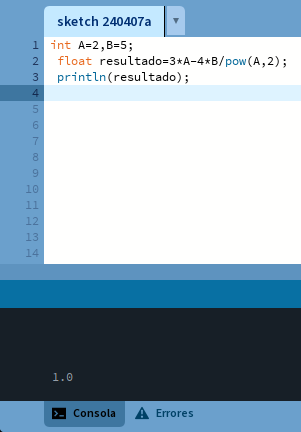 sketch 240407a
▼
1 int A=2,B=5;
2 float resultado=3*A-4*B/pow(A,2);
3 println(resultado);
4
5
6
7
8
9
10
11
12
13
14
1.0
Consola
Errores